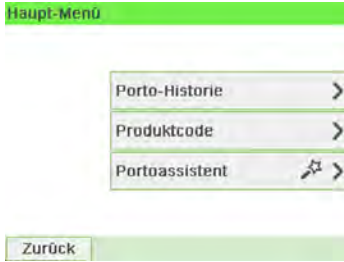 Haupt-Menü
Porto-Historie
Produktcode
Portoassistent
Zurück